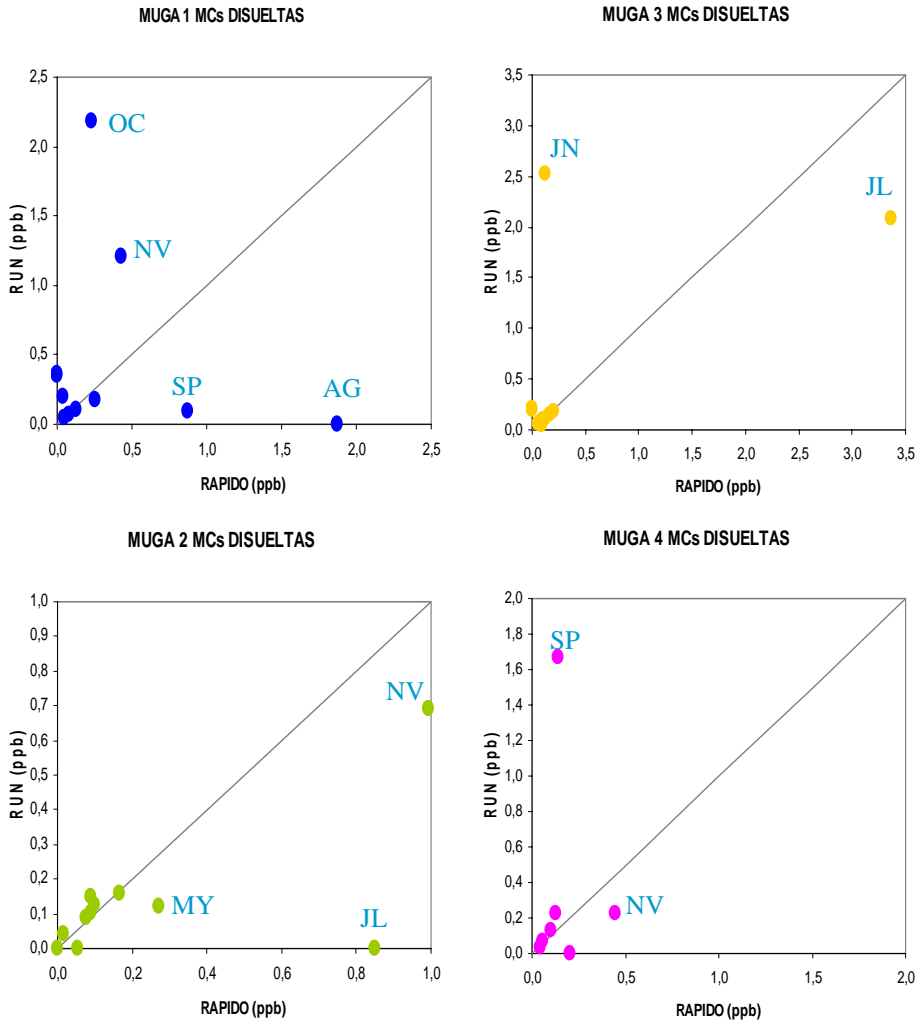 MUGA 1 MCs DISUELTAS
2,5
2,0
1,5
1,0
0,5
0,0
RUN (ppb)
OC
NV
SP
AG
0,0 0,5 1,0 1,5 2,0 2,5
RAPIDO (ppb)
MUGA 3 MCs DISUELTAS
3,5
3,0
2,5
2,0
1,5
1,0
0,5
0,0
RUN (ppb)
JN
JL
0,0 0,5 1,0 1,5 2,0 2,5 3,0 3,5
RAPIDO (ppb)
MUGA 2 MCs DISUELTAS
1,0
0,9
0,8
0,7
0,6
0,5
0,4
0,3
0,2
0,1
0,0
RUN (ppb)
NV
MY
JL
0,0 0,2 0,4 0,6 0,8 1,0
RAPIDO (ppb)
MUGA 4 MCs DISUELTAS
2,0
1,8
1,6
1,4
1,2
1,0
0,8
0,6
0,4
0,2
0,0
RUN (ppb)
SP
NV
0,0 0,5 1,0 1,5 2,0
RAPIDO (ppb)